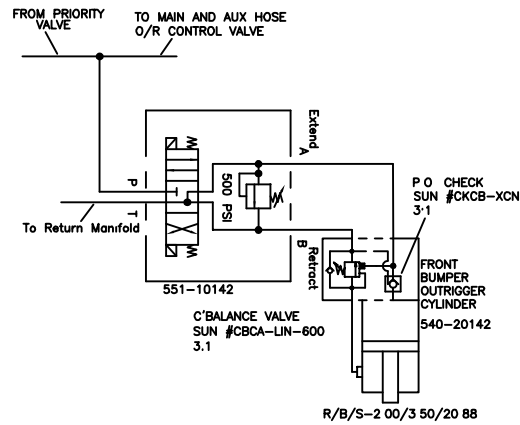 FROM PRIORITY
VALVE
TO MAIN AND AUX HOSE
O/R CONTROL VALVE
Extend
A
P
T
500 PSI
To Return Manifold
B
Retract
551-10142
P O CHECK
SUN #CKCB-XCN
3·1
FRONT
BUMPER
OUTRIGGER
CYLINDER
540-20142
C'BALANCE VALVE
SUN #CBCA-LIN-600
3.1
R/B/S-2 00/3 50/20 88